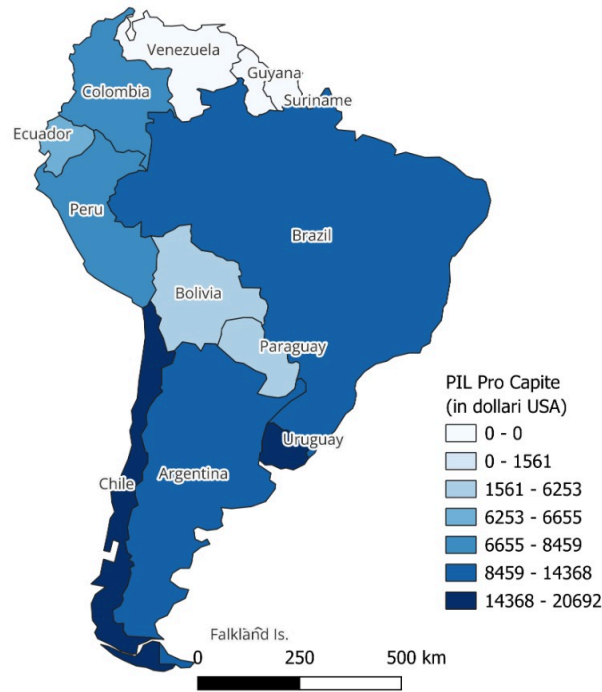 Venezuela
Guyana
Suriname
Colombia
Ecuador
Peru
Brazil
Bolivia
Paraguay
Uruguay
Chile
Argentina
Falkland Is.
PIL Pro Capite
(in dollari USA)
0 - 0
0 - 1561
1561 - 6253
6253 - 6655
6655 - 8459
8459 - 14368
14368 - 20692
0 250 500 km